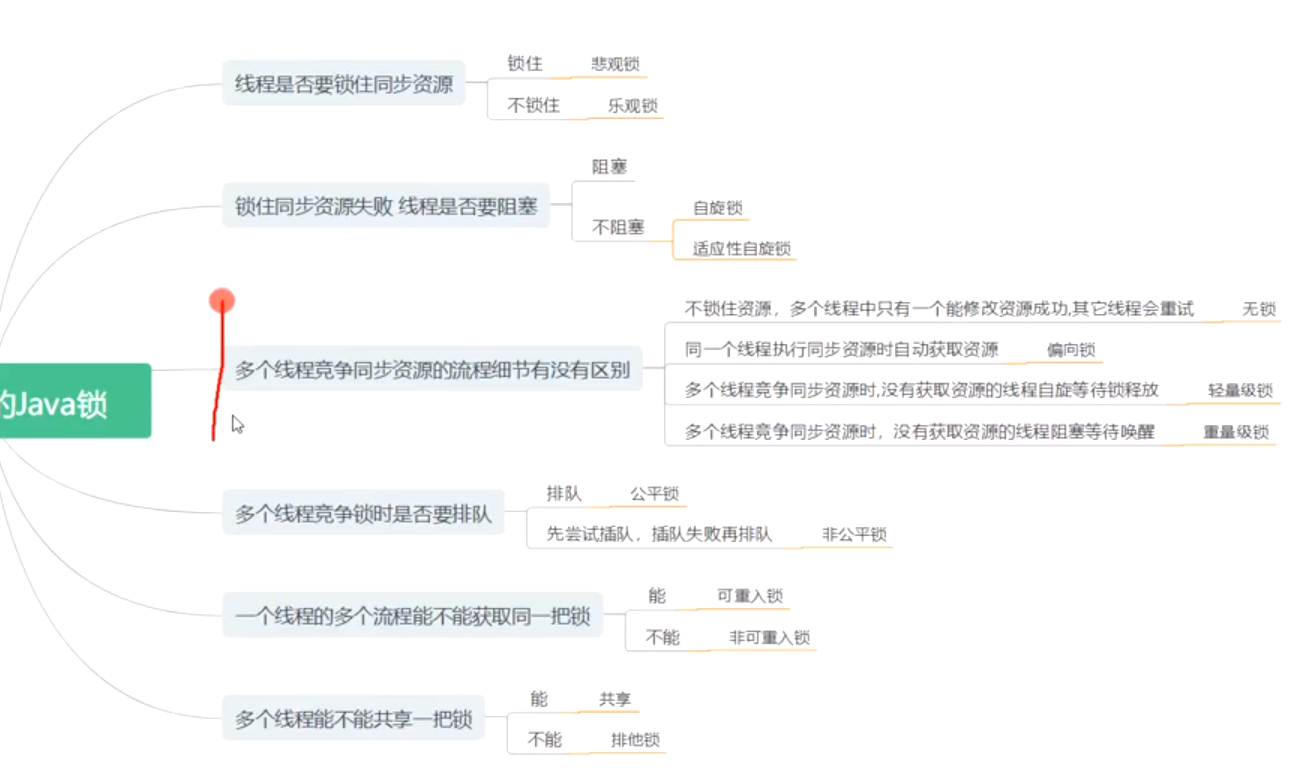 的Java锁
线程是否要锁住同步资源
锁住
悲观锁
不锁住
乐观锁
锁住同步资源失败 线程是否要阻塞
阻塞
不阻塞
自旋锁
适应性自旋锁
多个线程竞争同步资源的流程细节有没有区别
不锁住资源，多个线程中只有一个能修改资源成功,其它线程会重试
无锁
同一个线程执行同步资源时自动获取资源
偏向锁
多个线程竞争同步资源时,没有获取资源的线程自旋等待锁释放
轻量级锁
多个线程竞争同步资源时，没有获取资源的线程阻塞等待唤醒
重量级锁
多个线程竞争锁时是否要排队
排队
公平锁
先尝试插队，插队失败再排队
非公平锁
一个线程的多个流程能不能获取同一把锁
能
可重入锁
不能
非可重入锁
多个线程能不能共享一把锁
能
共享
不能
排他锁